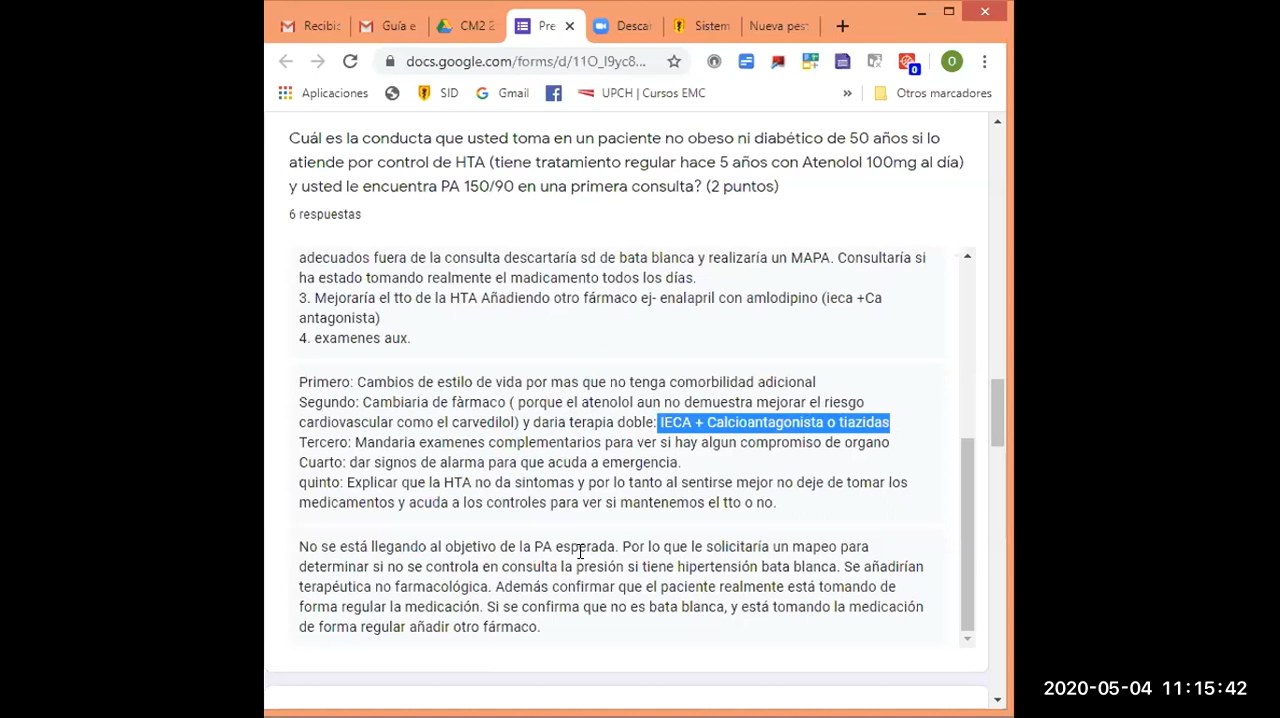 Recibi
Guía e
CM2 2
Pre
Descar
Sistem
Nueva pes
docs.google.com/forms/d/11O_I9yc8...
0
O
Aplicaciones
SID
Gmail
UPCH | Cursos EMC
»
Otros marcadores
Cuál es la conducta que usted toma en un paciente no obeso ni diabético de 50 años si lo
atiende por control de HTA (tiene tratamiento regular hace 5 años con Atenolol 100mg al día)
y usted le encuentra PA 150/90 en una primera consulta? (2 puntos)
6 respuestas
adecuados fuera de la consulta descartaría sd de bata blanca y realizaría un MAPA. Consultaría si
ha estado tomando realmente el madicamento todos los días.
3. Mejoraría el tto de la HTA Añadiendo otro fármaco ej- enalapril con amlodipino (ieca +Ca
antagonista)
4. examenes aux.
Primero: Cambios de estilo de vida por mas que no tenga comorbilidad adicional
Segundo: Cambiaria de fàrmaco ( porque el atenolol aun no demuestra mejorar el riesgo
cardiovascular como el carvedilol) y daria terapia doble: IECA + Calcioantagonista o tiazidas
Tercero: Mandaria examenes complementarios para ver si hay algun compromiso de organo
Cuarto: dar signos de alarma para que acuda a emergencia.
quinto: Explicar que la HTA no da sintomas y por lo tanto al sentirse mejor no deje de tomar los
medicamentos y acuda a los controles para ver si mantenemos el tto o no.
No se está llegando al objetivo de la PA esperada. Por lo que le solicitaría un mapeo para
determinar si no se controla en consulta la presión si tiene hipertensión bata blanca. Se añadirían
terapéutica no farmacológica. Además confirmar que el paciente realmente está tomando de
forma regular la medicación. Si se confirma que no es bata blanca, y está tomando la medicación
de forma regular añadir otro fármaco.
2020-05-04 11:15:42